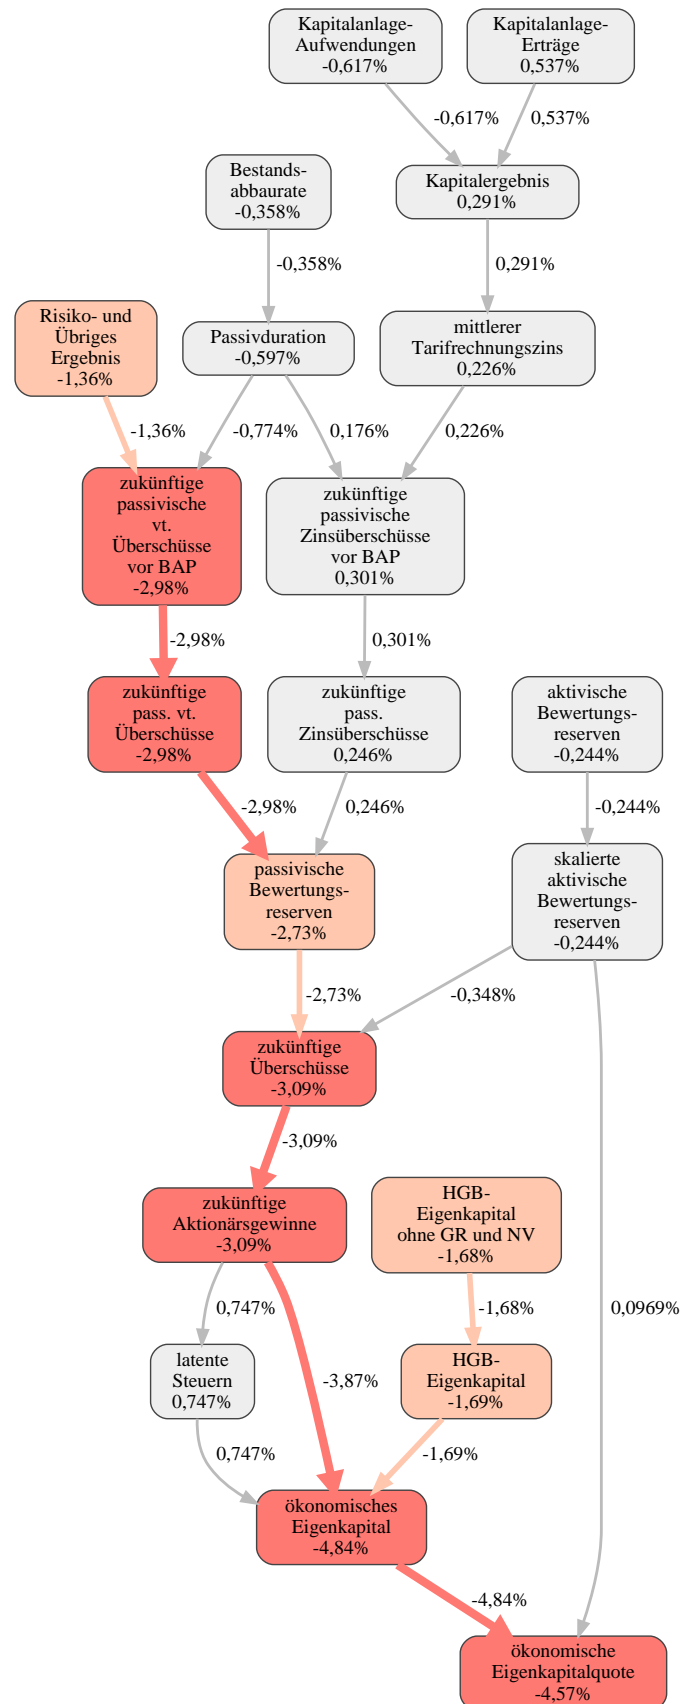 Kapitalanlage-
Aufwendungen
-0,617%
Kapitalanlage-
Erträge
0,537%
-0,617%
0,537%
Bestands-
abbaurate
-0,358%
Kapitalergebnis
0,291%
-0,358%
0,291%
Risiko- und
Übriges
Ergebnis
-1,36%
Passivduration
-0,597%
mittlerer
Tarifrechnungszins
0,226%
-1,36%
-0,774%
0,176%
0,226%
zukünftige
passivische
vt.
Überschüsse
vor BAP
-2,98%
zukünftige
passivische
Zinsüberschüsse
vor BAP
0,301%
-2,98%
0,301%
zukünftige
pass. vt.
Überschüsse
-2,98%
zukünftige
pass.
Zinsüberschüsse
0,246%
aktivische
Bewertungs-
reserven
-0,244%
-2,98%
0,246%
-0,244%
passivische
Bewertungs-
reserven
-2,73%
skalierte
aktivische
Bewertungs-
reserven
-0,244%
-2,73%
-0,348%
zukünftige
Überschüsse
-3,09%
-3,09%
zukünftige
Aktionärsgewinne
-3,09%
HGB-
Eigenkapital
ohne GR und NV
-1,68%
0,747%
-1,68%
0,0969%
latente
Steuern
0,747%
-3,87%
HGB-
Eigenkapital
-1,69%
0,747%
-1,69%
ökonomisches
Eigenkapital
-4,84%
-4,84%
ökonomische
Eigenkapitalquote
-4,57%